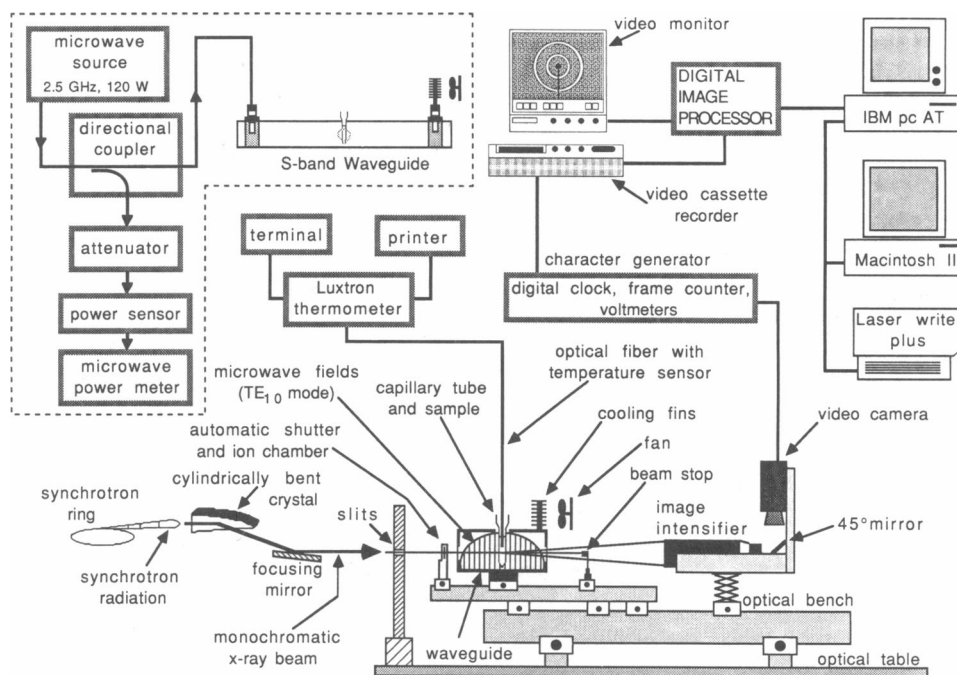 microwave
source
2.5 GHz, 120 W
directional
coupler
attenuator
power sensor
microwave
power meter
S-band Waveguide
video monitor
DIGITAL
IMAGE
PROCESSOR
IBM pc AT
video cassette
recorder
Macintosh II
Laser write
plus
terminal
printer
Luxtron
thermometer
character generator
digital clock, frame counter,
voltmeters
microwave fields
(TE10 mode)
capillary tube
and sample
optical fiber with
temperature sensor
cooling fins
fan
beam stop
video camera
automatic shutter
and ion chamber
cylindrically bent
crystal
synchrotron
ring
slits
image
intensifier
45°mirror
synchrotron
radiation
focusing
mirror
monochromatic
x-ray beam
waveguide
optical bench
optical table